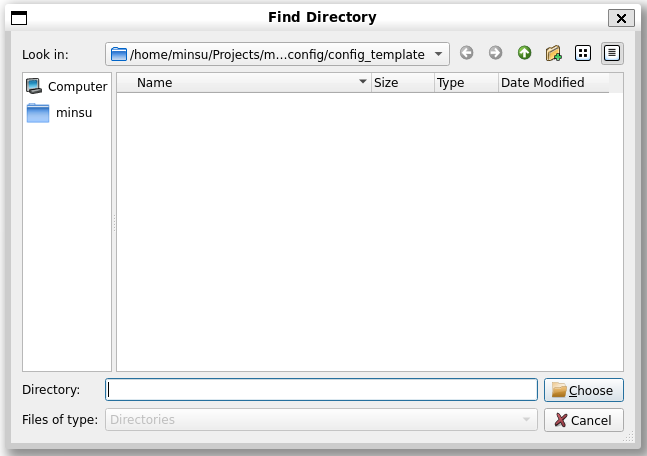 Find Directory
Look in: /home/minsu/Projects/m...config/config_template
Computer
minsu
Name Size Type Date Modified
Directory: Choose
Files of type: Directories Cancel